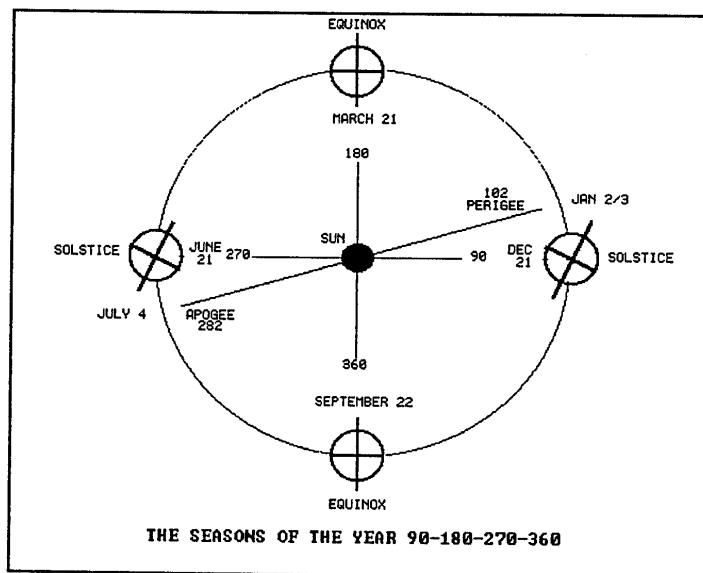 EQUINOX
MARCH 21
180
102
PERIGEE
JAN 2/3
SUN
SOLSTICE
JUNE
21
270
90
DEC
21
SOLSTICE
JULY 4
APOGEE
282
360
SEPTEMBER 22
EQUINOX
THE SEASONS OF THE YEAR 90-180-270-360